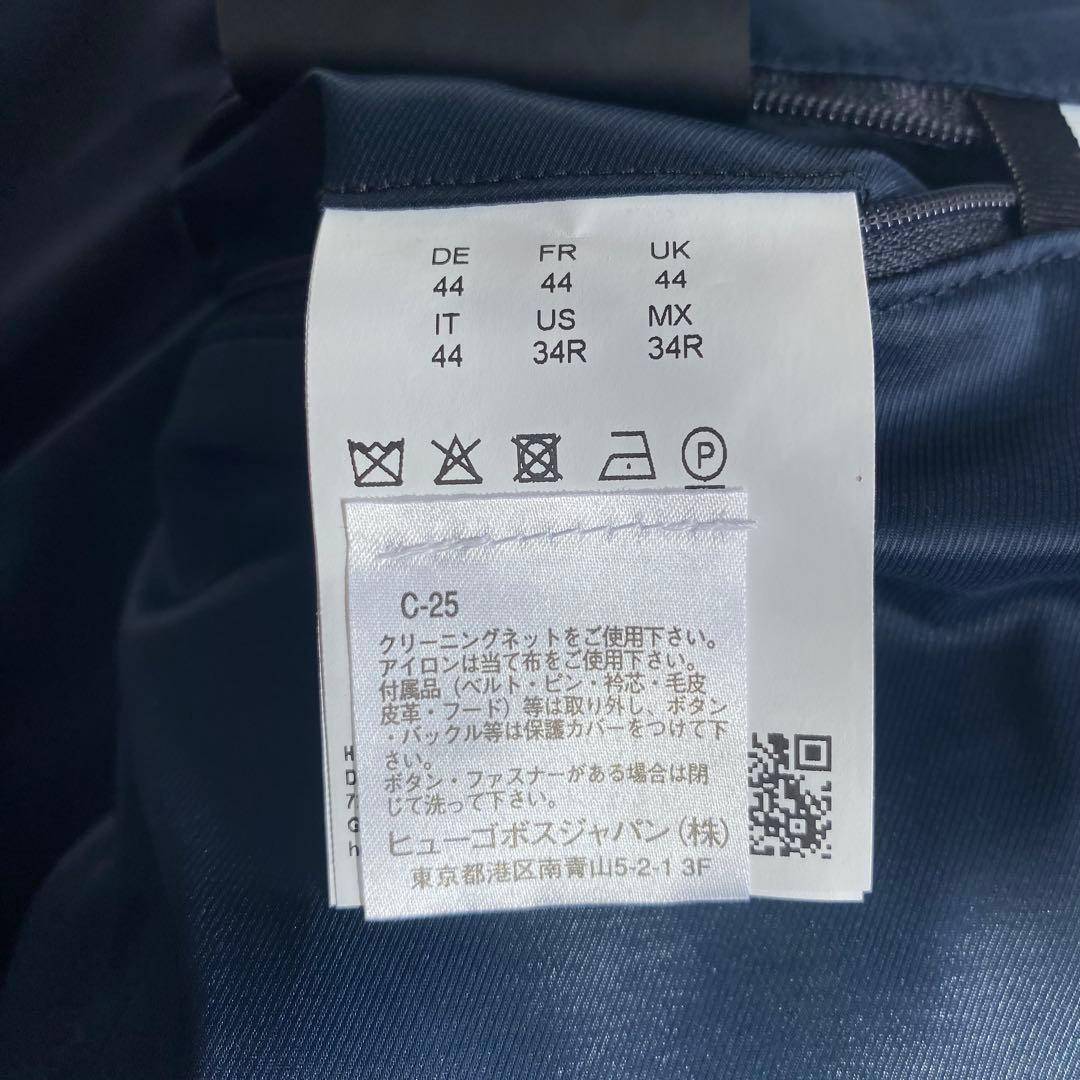 DE FR UK
44 44 44
IT US MX
44 34R 34R
P
C-25
クリーニングネットをご使用下さい。
アイロンは当て布をご使用下さい。
付属品(ベルト・ピン・衿芯・毛皮
皮革・フード)等は取り外し、ボタン
・バックル等は保護カバーをつけて下
さい。
ボタン・ファスナーがある場合は閉
じて洗って下さい。
ヒューゴボスジャパン(株)
東京都港区南青山5-2-1 3F
H
D
7
G
h